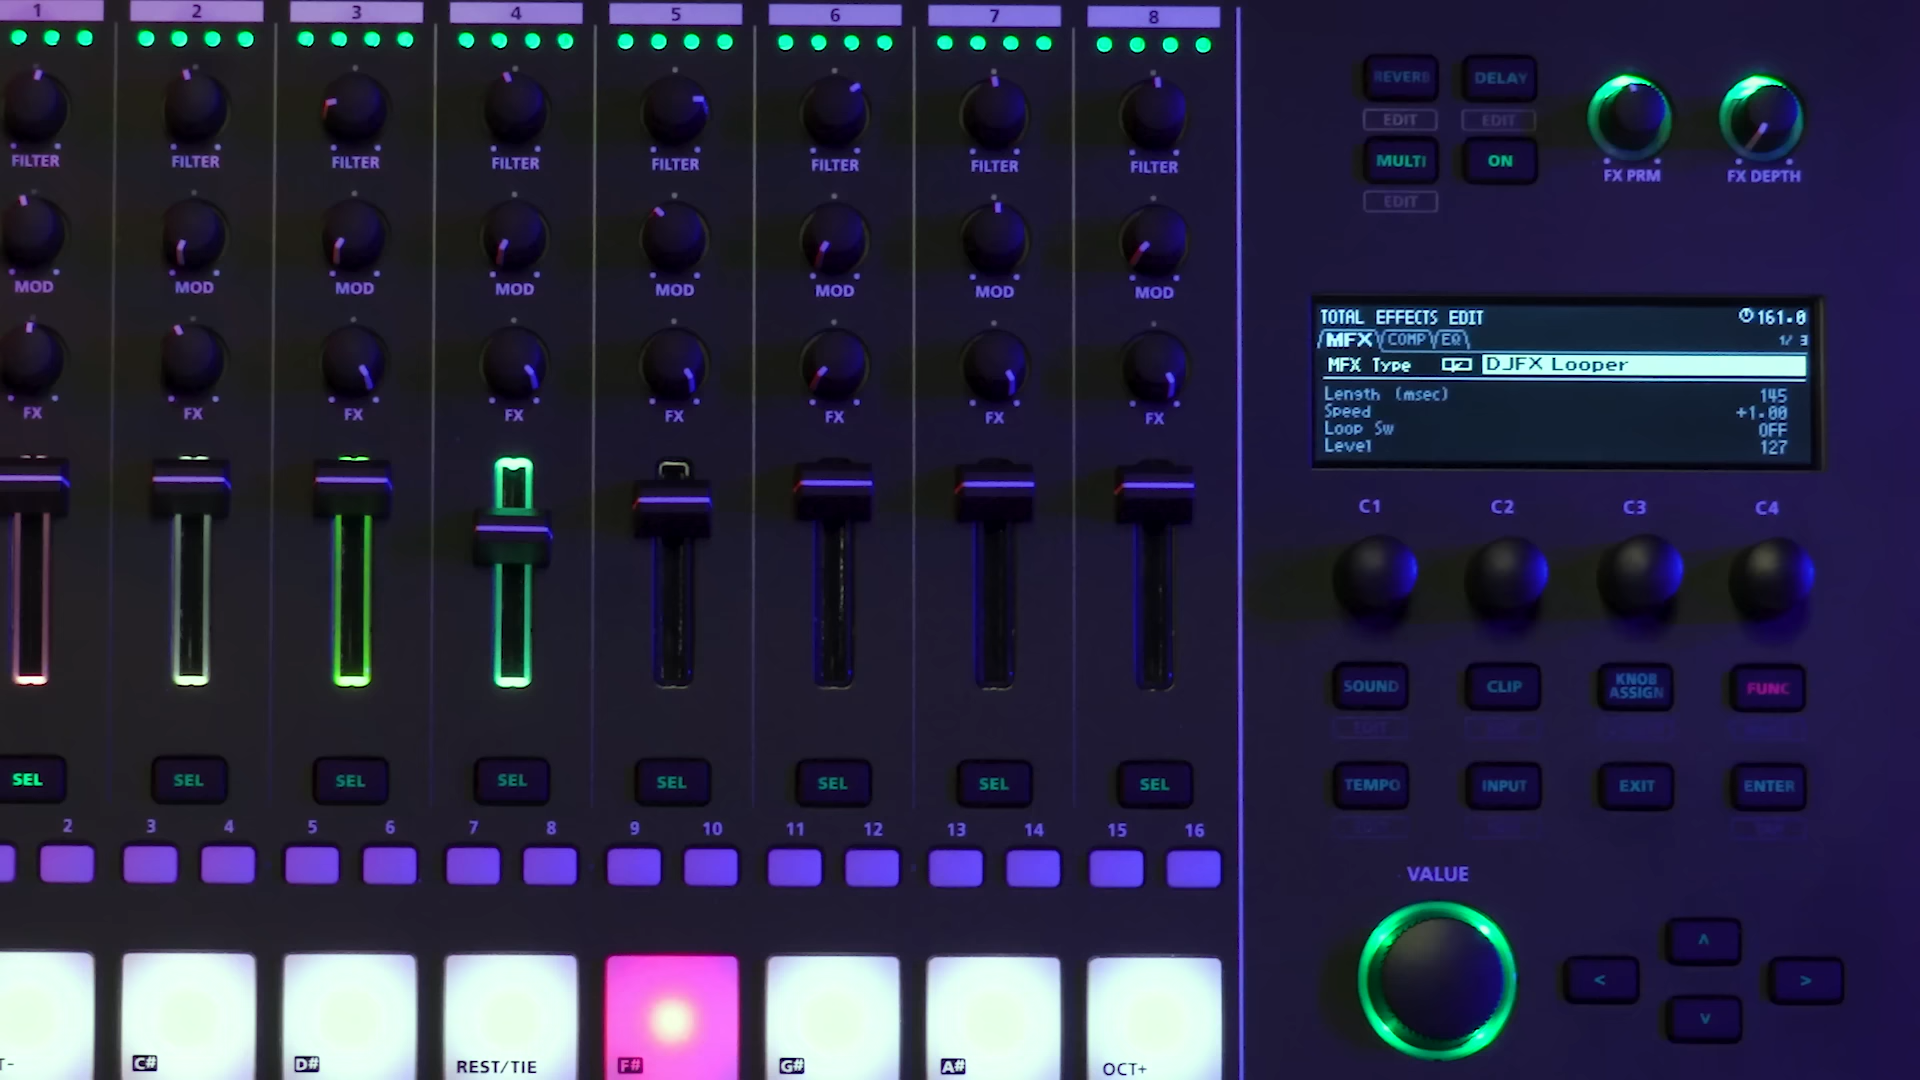 1 2 3 4 5 6 7 8
FILTER FILTER FILTER FILTER FILTER FILTER FILTER FILTER
MOD MOD MOD MOD MOD MOD MOD MOD
FX FX FX FX FX FX FX FX
SEL SEL SEL SEL SEL SEL SEL SEL
2 3 4 5 6 7 8 9 10 11 12 13 14 15 16
T- C# D# REST/TIE F# G# A# OCT+
REVERB DELAY
EDIT EDIT
MULTI ON
EDIT
FX PRM FX DEPTH
TOTAL EFFECTS EDIT 161.0
MFX COMP EQ 1/ 3
MFX Type DJFX Looper
Length (msec) 145
Speed +1.00
Loop Sw OFF
Level 127
C1 C2 C3 C4
SOUND CLIP KNOB ASSIGN FUNC
EDIT
TEMPO INPUT EXIT ENTER
VALUE
< ∧ ∨ >